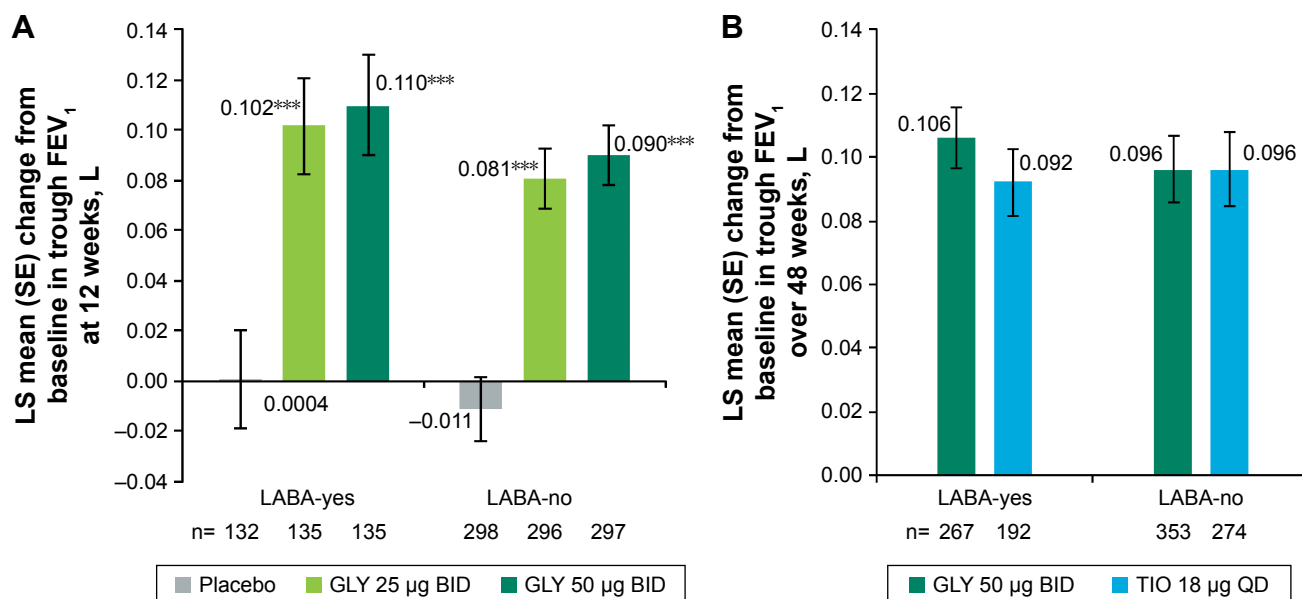 A
LS mean (SE) change from
baseline in trough FEV1
at 12 weeks, L
0.14
0.12
0.10
0.08
0.06
0.04
0.02
0.00
–0.02
–0.04
0.102***
0.110***
0.0004
0.081***
0.090***
–0.011
LABA-yes LABA-no
n= 132 135 135 298 296 297
Placebo GLY 25 µg BID GLY 50 µg BID
B
LS mean (SE) change from
baseline in trough FEV1
over 48 weeks, L
0.14
0.12
0.10
0.08
0.06
0.04
0.02
0.00
0.106
0.092
0.096
0.096
LABA-yes LABA-no
n= 267 192 353 274
GLY 50 µg BID TIO 18 µg QD